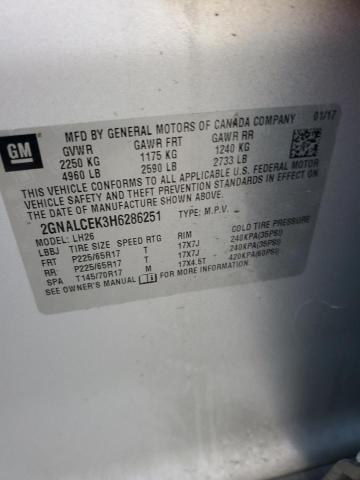 GM
MFD BY GENERAL MOTORS OF CANADA COMPANY 01/17
GVWR GAWR FRT GAWR RR
2250 KG 1175 KG 1240 KG
4960 LB 2590 LB 2733 LB
THIS VEHICLE CONFORMS TO ALL APPLICABLE U.S. FEDERAL MOTOR
VEHICLE SAFETY AND THEFT PREVENTION STANDARDS IN EFFECT ON
THE DATE OF MANUFACTURE SHOWN ABOVE.
2GNALCEK3H6286251 TYPE: M.P.V.
MODEL: LH26
LBBJ TIRE SIZE SPEED RTG RIM COLD TIRE PRESSURE
FRT P225/65R17 T 17X7J 240KPA(35PSI)
RR P225/65R17 T 17X7J 240KPA(35PSI)
SPA T145/70R17 M 17X4.5T 420KPA(60PSI)
SEE OWNER'S MANUAL FOR MORE INFORMATION.